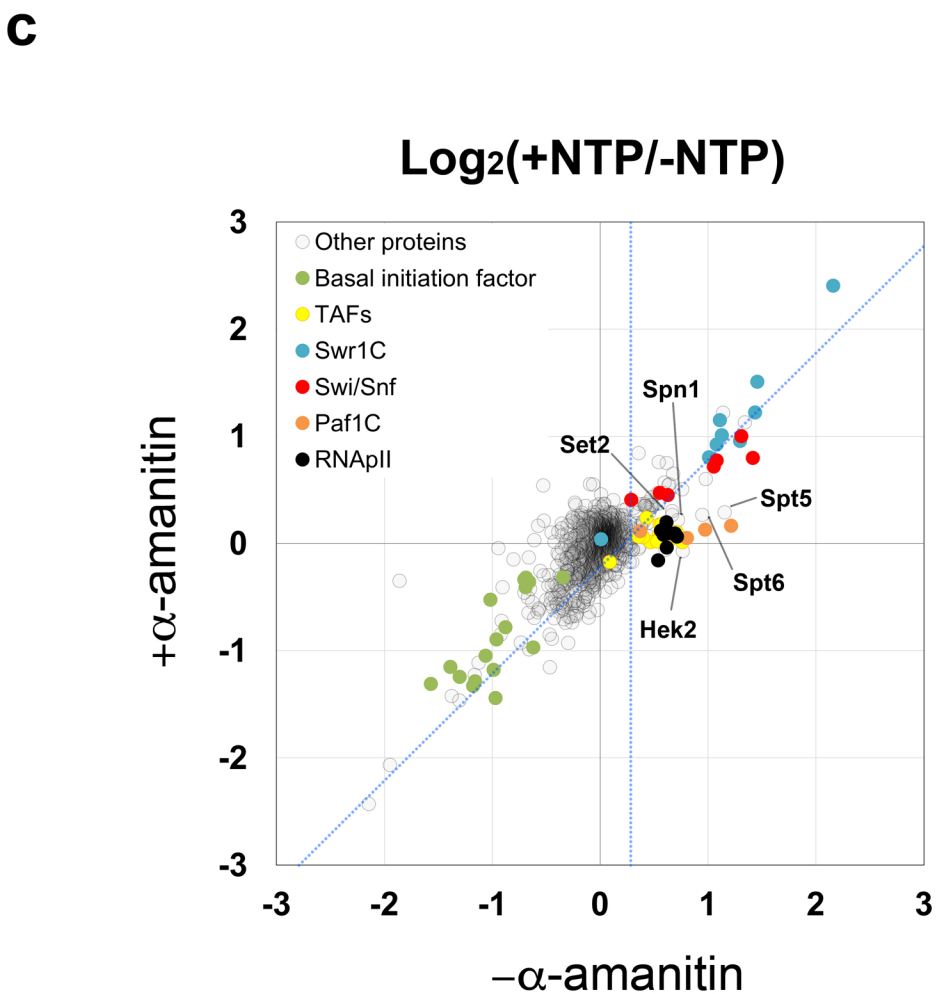 c
Log2(+NTP/-NTP)
3
Other proteins
Basal initiation factor
TAFs
2
Swr1C
Swi/Snf
Spn1
Paf1C
1
Set2
RNApII
Spt5
0
Spt6
Hek2
-1
-2
-3
+α-amanitin
-3 -2 -1 0 1 2 3
–α-amanitin